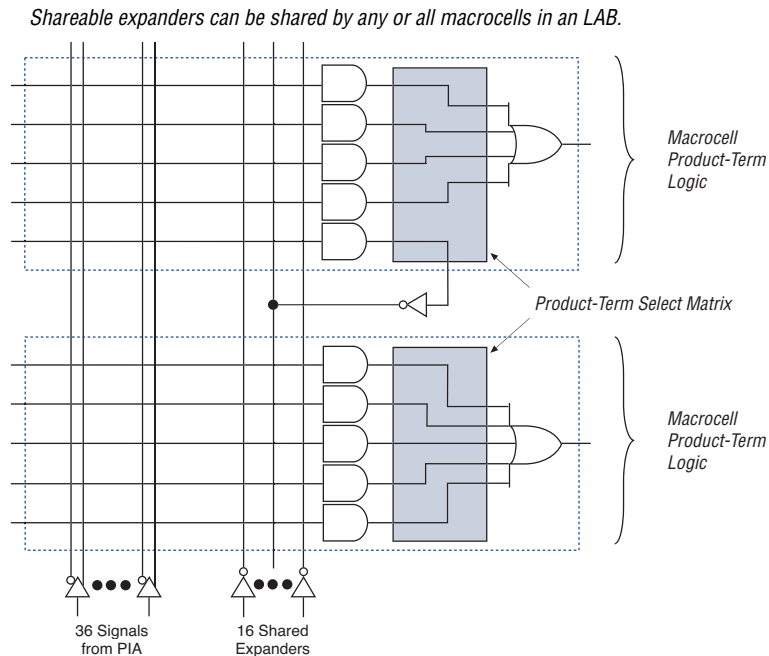 Shareable expanders can be shared by any or all macrocells in an LAB.
Macrocell
Product-Term
Logic
Product-Term Select Matrix
Macrocell
Product-Term
Logic
36 Signals
from PIA
16 Shared
Expanders